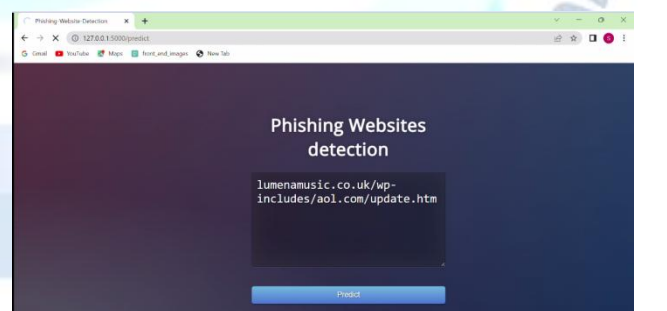 Phishing Website Detection
127.0.0.1:5000/predict
Gmail YouTube Maps front_end_images New Tab
Phishing Websites
detection
lumenamusic.co.uk/wp-
includes/aol.com/update.htm
Predict